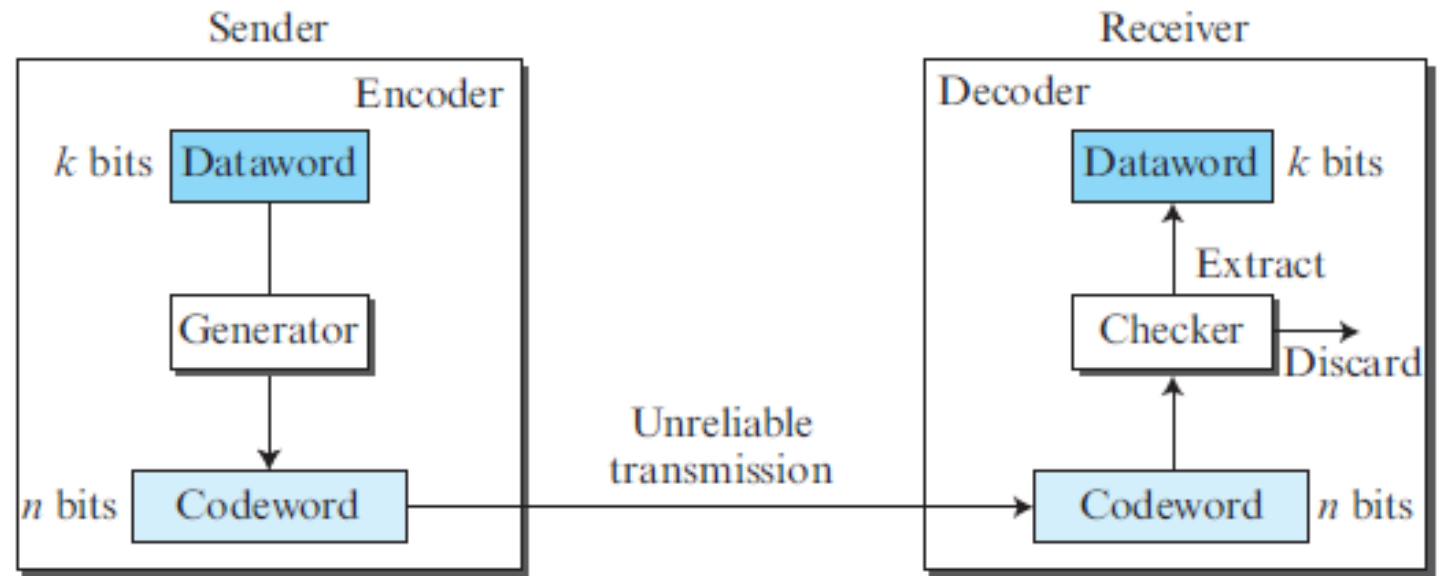 Sender
Encoder
k bits
Dataword
Generator
n bits
Codeword
Unreliable
transmission
Receiver
Decoder
Dataword
k bits
Extract
Checker
Discard
Codeword
n bits